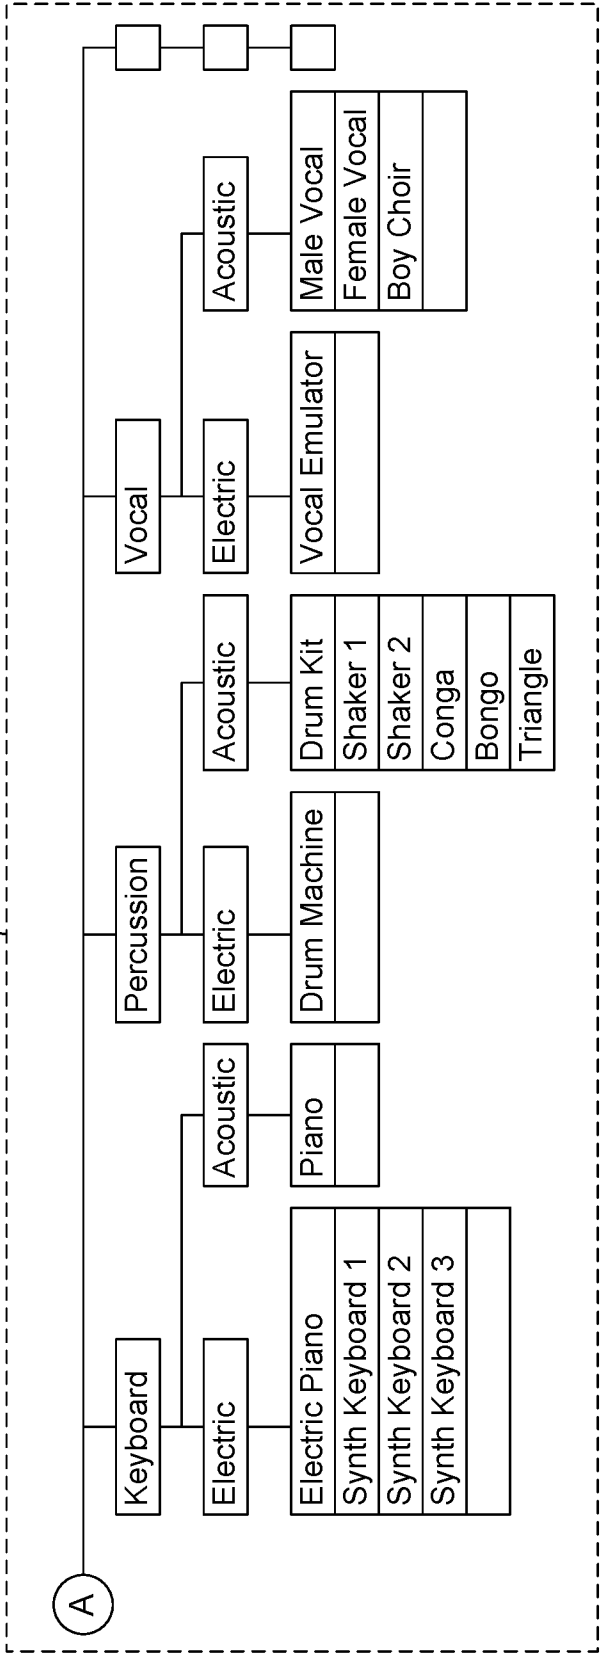 A
Keyboard
Electric
Electric Piano
Synth Keyboard 1
Synth Keyboard 2
Synth Keyboard 3
Acoustic
Piano
Percussion
Electric
Drum Machine
Acoustic
Drum Kit
Shaker 1
Shaker 2
Conga
Bongo
Triangle
Vocal
Electric
Vocal Emulator
Acoustic
Male Vocal
Female Vocal
Boy Choir